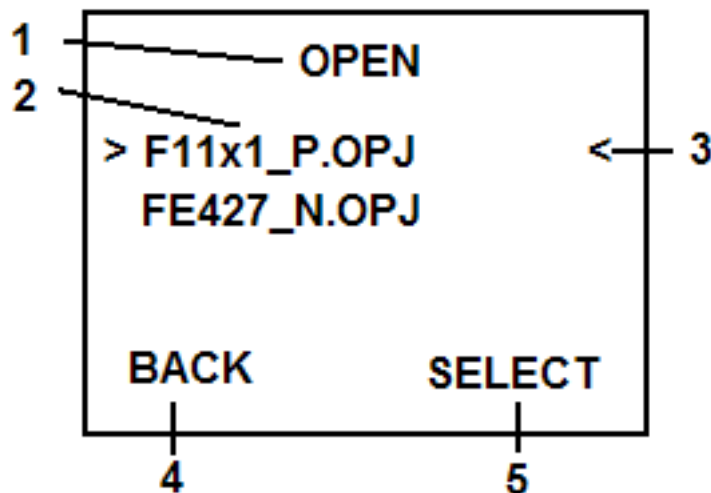 1
OPEN
2
> F11x1_P.OPJ <
3
FE427_N.OPJ
BACK
SELECT
4
5